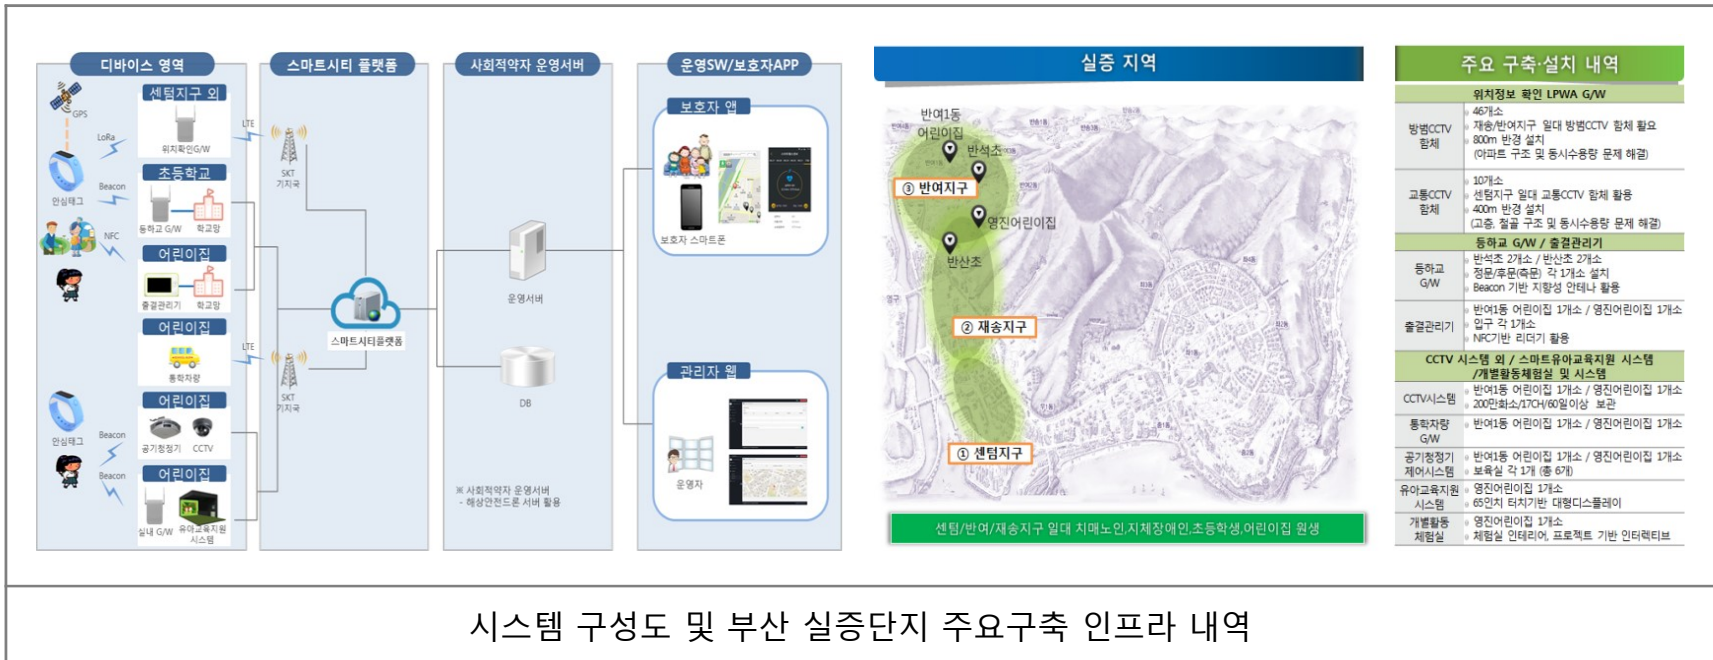 디바이스 영역
스마트시티 플랫폼
사회적약자 운영서버
운영SW/보호자APP
GPS
LoRa
안심태그
Beacon
NFC
센텀지구 외
위치확인G/W
LTE
초등학교
등하교 G/W 학교망
어린이집
출결관리기 학교망
어린이집
통학차량
LTE
안심태그
Beacon
Beacon
어린이집
공기청정기 CCTV
어린이집
실내 G/W 유아교육지원
시스템
SKT
기지국
SKT
기지국
스마트시티플랫폼
운영서버
DB
※ 사회적약자 운영서버
- 해상안전드론 서버 활용
보호자 앱
보호자 스마트폰
관리자 웹
운영자
실증 지역
반여1동
어린이집
반석초
③ 반여지구
영진어린이집
반산초
② 재송지구
① 센텀지구
센텀/반여/재송지구 일대 치매노인,지체장애인,초등학생,어린이집 원생
주요 구축·설치 내역
위치정보 확인 LPWA G/W
방범CCTV
함체
46개소
재송/반여지구 일대 방범CCTV 함체 활요
800m 반경 설치
(아파트 구조 및 동시수용량 문제 해결)
교통CCTV
함체
10개소
센텀지구 일대 교통CCTV 함체 활용
400m 반경 설치
(고층, 철골 구조 및 동시수용량 문제 해결)
등하교 G/W / 출결관리기
등하교
G/W
반석초 2개소 / 반산초 2개소
정문/후문(측문) 각 1개소 설치
Beacon 기반 지향성 안테나 활용
출결관리기
반여1동 어린이집 1개소 / 영진어린이집 1개소
입구 각 1개소
NFC기반 리더기 활용
CCTV 시스템 외 / 스마트유아교육지원 시스템
/개별활동체험실 및 시스템
CCTV시스템
반여1동 어린이집 1개소 / 영진어린이집 1개소
200만화소/17CH/60일이상 보관
통학차량
G/W
반여1동 어린이집 1개소 / 영진어린이집 1개소
공기청정기
제어시스템
반여1동 어린이집 1개소 / 영진어린이집 1개소
보육실 각 1개 (총 6개)
유아교육지원
시스템
영진어린이집 1개소
65인치 터치기반 대형디스플레이
개별활동
체험실
영진어린이집 1개소
체험실 인테리어, 프로젝트 기반 인터렉티브
시스템 구성도 및 부산 실증단지 주요구축 인프라 내역